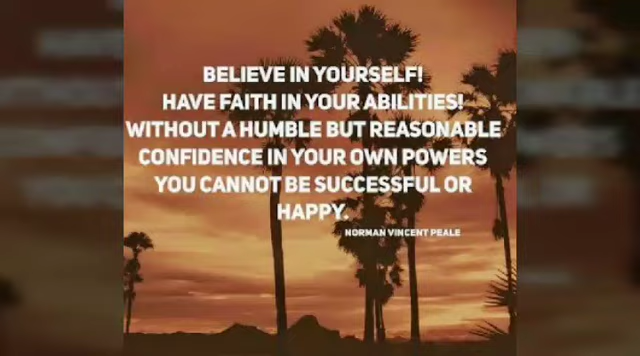 BELIEVE IN YOURSELF!
HAVE FAITH IN YOUR ABILITIES!
WITHOUT A HUMBLE BUT REASONABLE
CONFIDENCE IN YOUR OWN POWERS
YOU CANNOT BE SUCCESSFUL OR
HAPPY.
NORMAN VINCENT PEALE